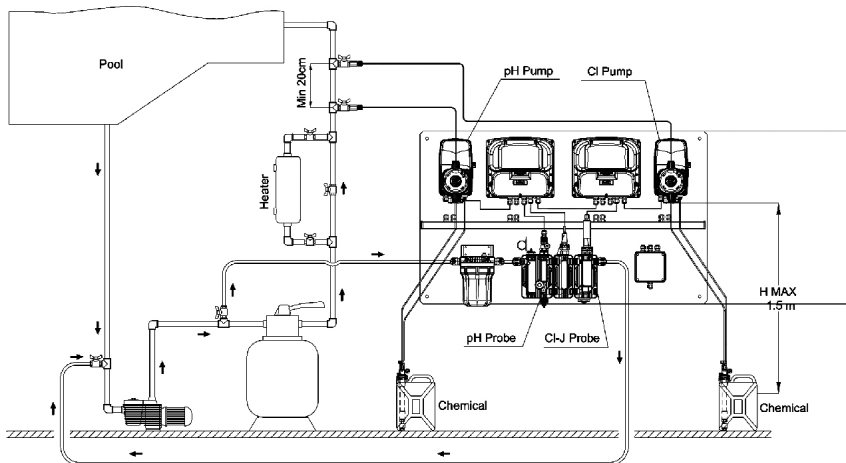 Pool
pH Pump
Cl Pump
Min 20cm
Heater
H MAX
1.5 m
pH Probe
Cl-J Probe
Chemical
Chemical